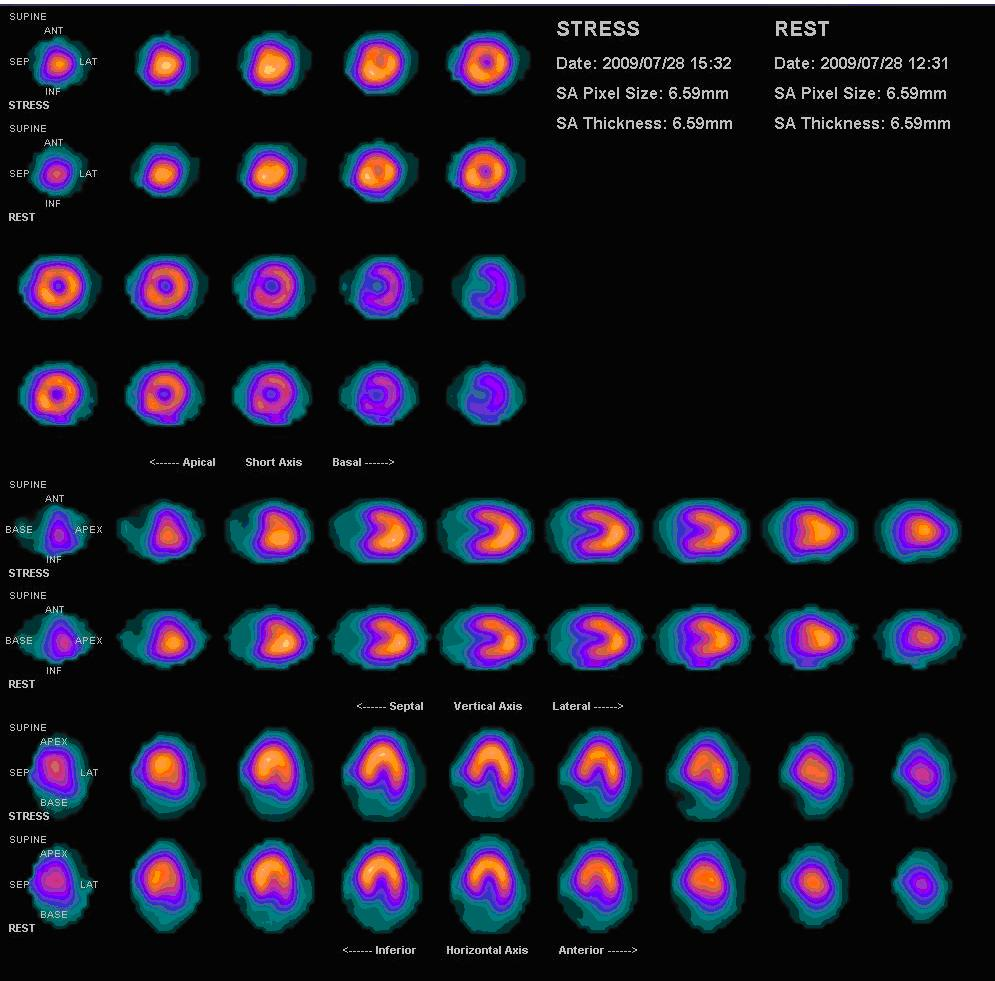 SUPINE
ANT
SEP LAT
INF
STRESS
SUPINE
ANT
SEP LAT
INF
REST
STRESS
Date: 2009/07/28 15:32
SA Pixel Size: 6.59mm
SA Thickness: 6.59mm
REST
Date: 2009/07/28 12:31
SA Pixel Size: 6.59mm
SA Thickness: 6.59mm
<------ Apical Short Axis Basal ------>
SUPINE
ANT
BASE APEX
INF
STRESS
SUPINE
ANT
BASE APEX
INF
REST
<------ Septal Vertical Axis Lateral ------>
SUPINE
APEX
SEP LAT
BASE
STRESS
SUPINE
APEX
SEP LAT
BASE
REST
<------ Inferior Horizontal Axis Anterior ------>